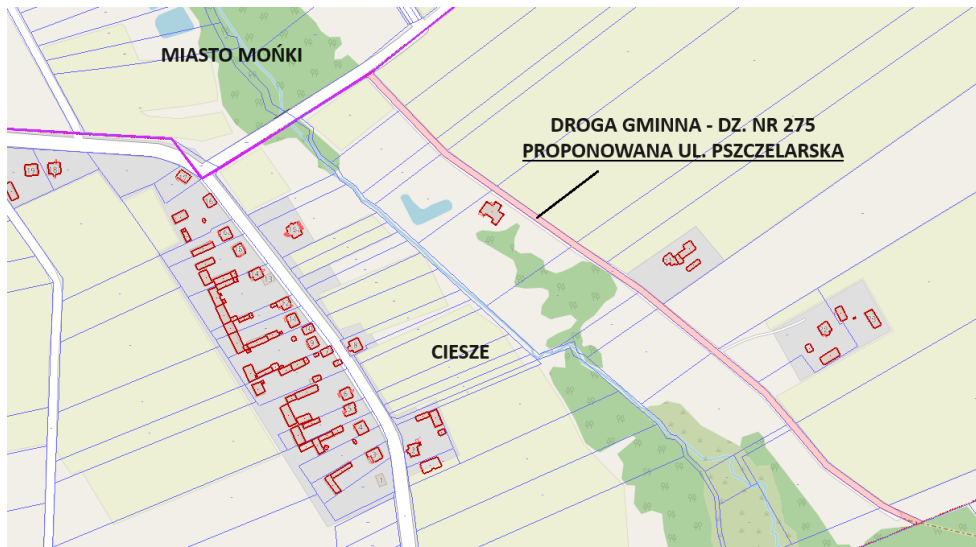 MIASTO MOŃKI
DROGA GMINNA - DZ. NR 275
PROPONOWANA UL. PSZCZELARSKA
CIESZE